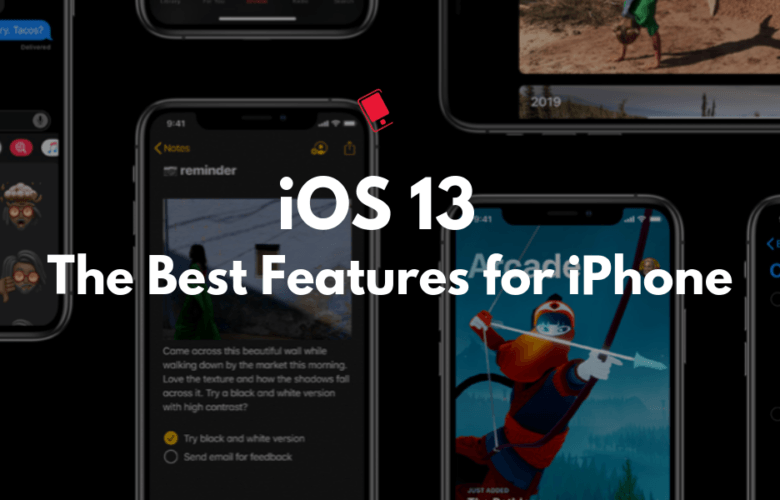 ry. Tacos?
Delivered
2019
9:41
Notes
reminder
iOS 13
The Best Features for iPhone
9:41
Arcade
Come across this beautiful wall while
walking down by the market this morning.
Love the texture and how the shadows fall
across it. Try a black and white version
with high contrast?
Try black and white version
Send email for feedback
JUST ADDED